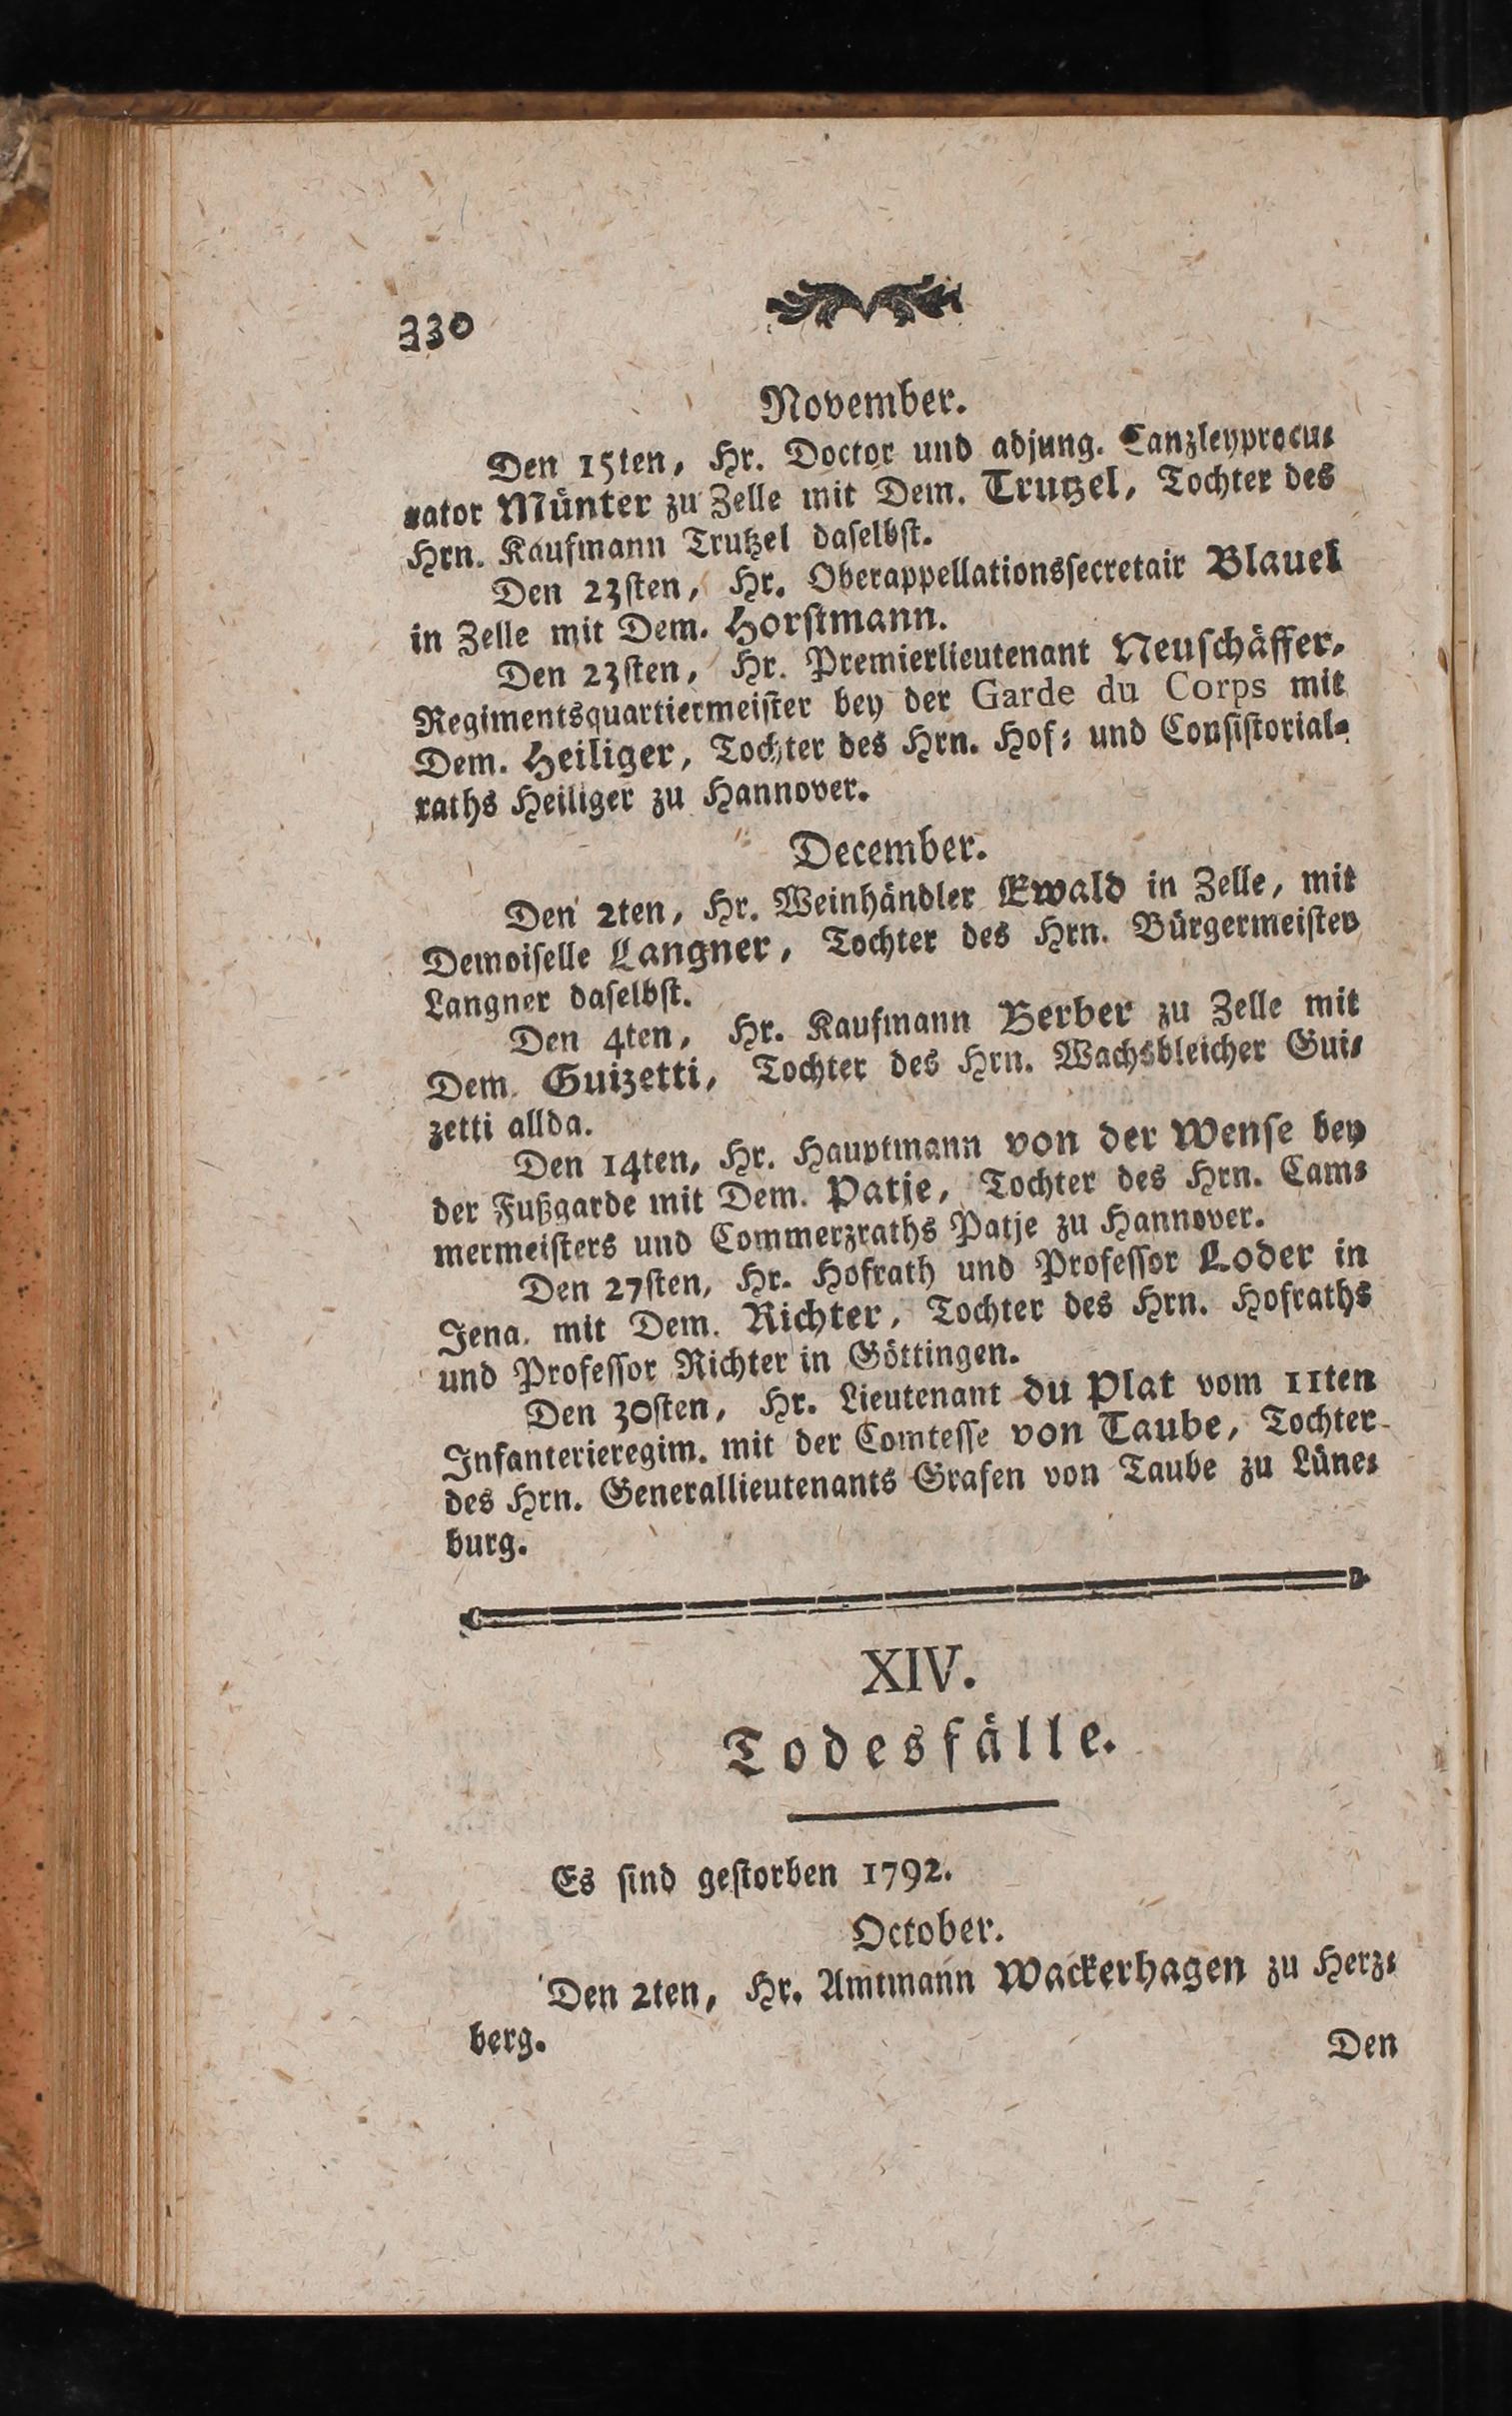 330
November.
Den 15ten, Hr. Doctor und adjung. Canzleyprocu-
rator Münter zu Zelle mit Dem. Trutzel, Tochter des
Hrn. Kaufmann Trutzel daselbst.
Den 23sten, Hr. Oberappellationssecretair Blauel
in Zelle mit Dem. Horstmann.
Den 23sten, Hr. Premierlieutenant Neuschäffer,
Regimentsquartiermeister bey der Garde du Corps mit
Dem. Heiliger, Tochter des Hrn. Hof- und Consistorial-
raths Heiliger zu Hannover.
December.
Den 2ten, Hr. Weinhändler Ewald in Zelle, mit
Demoiselle Langner, Tochter des Hrn. Bürgermeister
Langner daselbst.
Den 4ten, Hr. Kaufmann Berber zu Zelle mit
Dem. Guizetti, Tochter des Hrn. Wachsbleicher Gui-
zetti allda.
Den 14ten, Hr. Hauptmann von der Wense bey
der Fußgarde mit Dem. Patje, Tochter des Hrn. Cam-
mermeisters und Commerzraths Patje zu Hannover.
Den 27sten, Hr. Hofrath und Professor Loder in
Jena, mit Dem. Richter, Tochter des Hrn. Hofraths
und Professor Richter in Göttingen.
Den 30sten, Hr. Lieutenant du Plat vom 11ten
Infanterieregim. mit der Comtesse von Taube, Tochter
des Hrn. Generallieutenants Grafen von Taube zu Lüne-
burg.
XIV.
Todesfälle.
Es sind gestorben 1792.
October.
Den 2ten, Hr. Amtmann Wackerhagen zu Herz-
berg.
Den